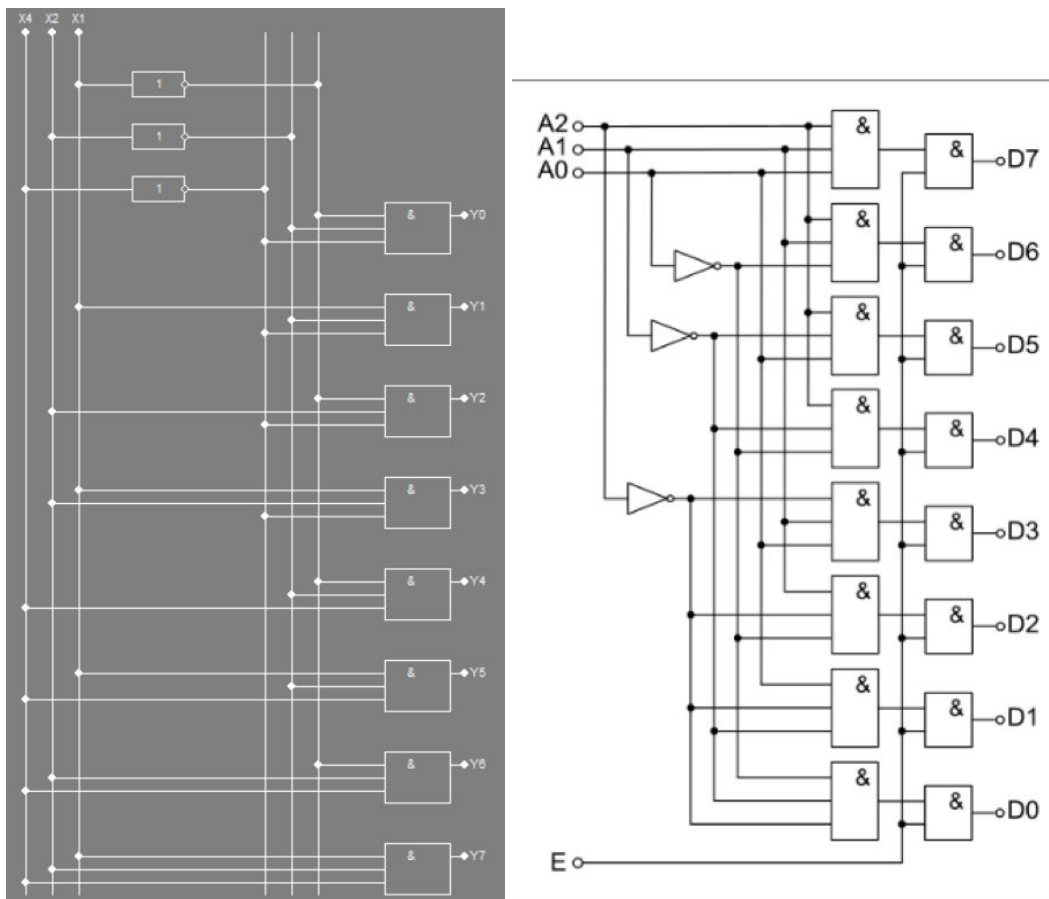 X4 X2 X1
1
1
1
& Y0
& Y1
& Y2
& Y3
& Y4
& Y5
& Y6
& Y7
A2
A1
A0
& & D7
& & D6
& & D5
& & D4
& & D3
& & D2
& & D1
& & D0
E